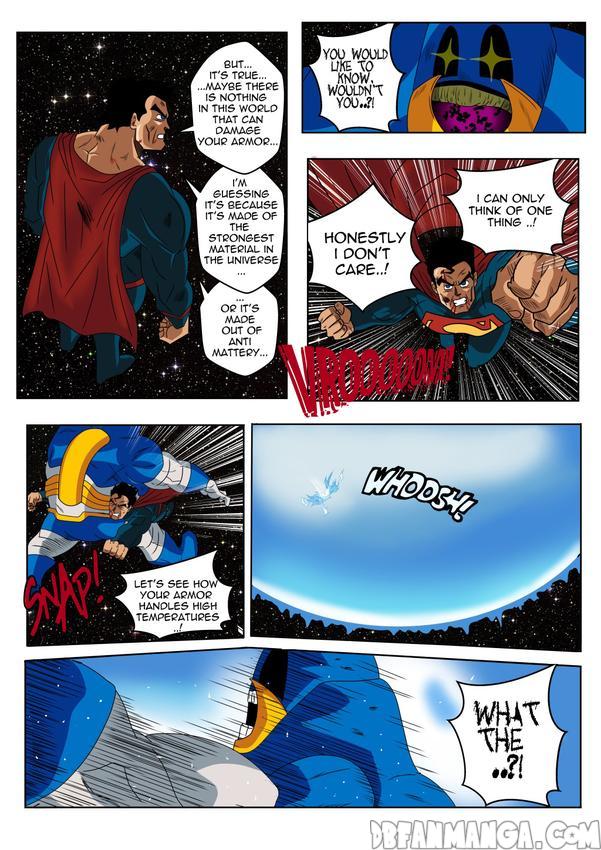 BUT...
IT'S TRUE...
...MAYBE THERE
IS NOTHING
IN THIS WORLD
THAT CAN
DAMAGE
YOUR ARMOR...
I'M
GUESSING
IT'S BECAUSE
IT'S MADE OF
THE
STRONGEST
MATERIAL IN
THE UNIVERSE
...
...
OR IT'S
MADE
OUT OF
ANTI
MATTERY...
YOU WOULD
LIKE TO
KNOW,
WOULDN'T
YOU..?!
HONESTLY
I DON'T
CARE..!
I CAN ONLY
THINK OF ONE
THING ..!
VROOOOOOM!
SNAP!
LET'S SEE HOW
YOUR ARMOR
HANDLES HIGH
TEMPERATURES
..!
WHOOSH!
WHAT
THE
..?!
DBFANMANGA.COM